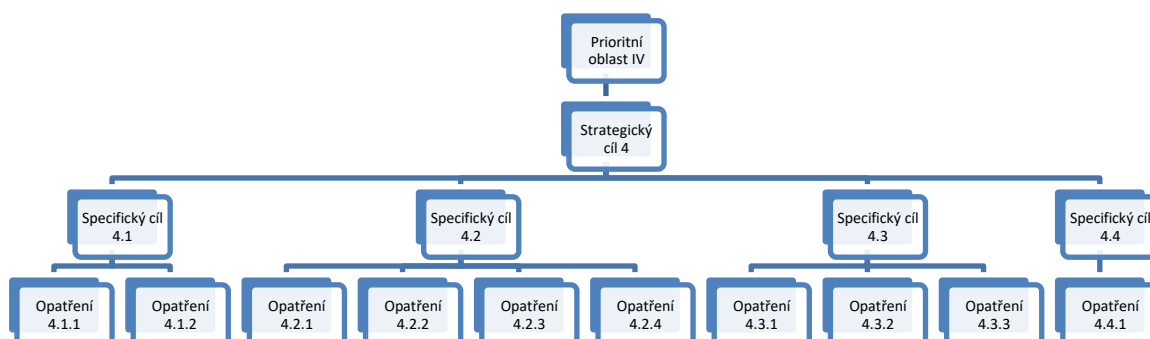 Prioritní
oblast IV
Strategický
cíl 4
Specifický cíl
4.1
Specifický cíl
4.2
Specifický cíl
4.3
Specifický cíl
4.4
Opatření
4.1.1
Opatření
4.1.2
Opatření
4.2.1
Opatření
4.2.2
Opatření
4.2.3
Opatření
4.2.4
Opatření
4.3.1
Opatření
4.3.2
Opatření
4.3.3
Opatření
4.4.1